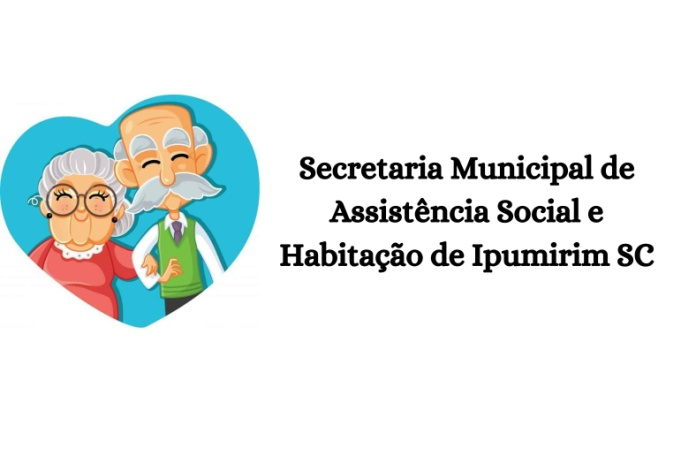 Secretaria Municipal de
Assistência Social e
Habitação de Ipumirim SC